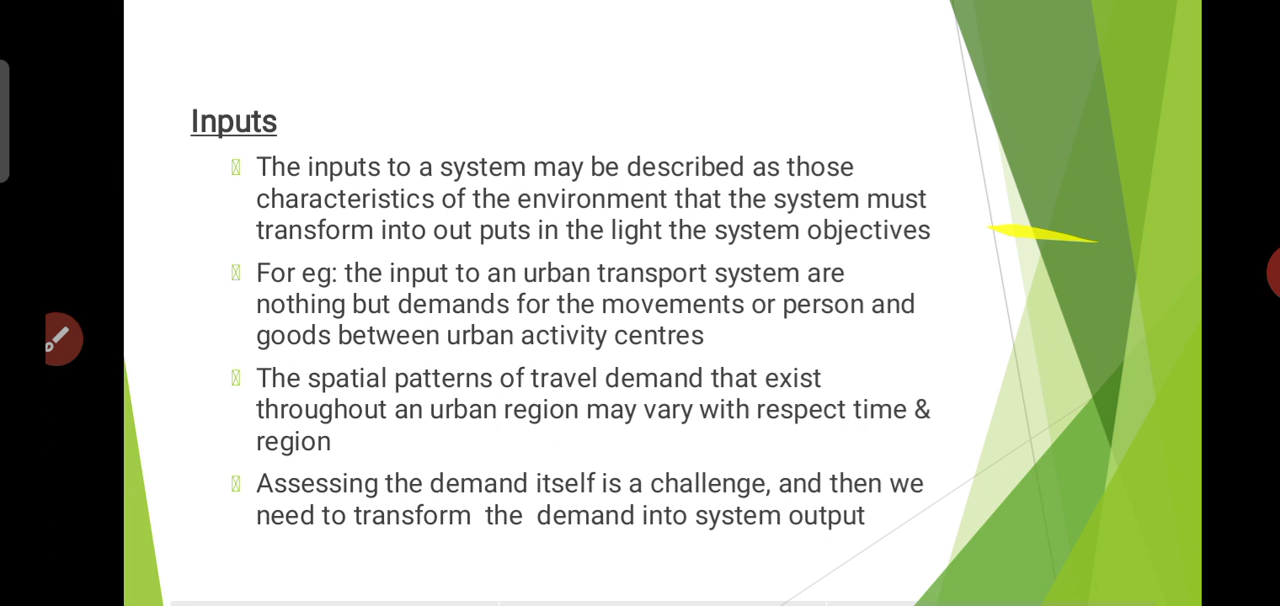 Inputs
The inputs to a system may be described as those
characteristics of the environment that the system must
transform into out puts in the light the system objectives
For eg: the input to an urban transport system are
nothing but demands for the movements or person and
goods between urban activity centres
The spatial patterns of travel demand that exist
throughout an urban region may vary with respect time &
region
Assessing the demand itself is a challenge, and then we
need to transform  the  demand into system output